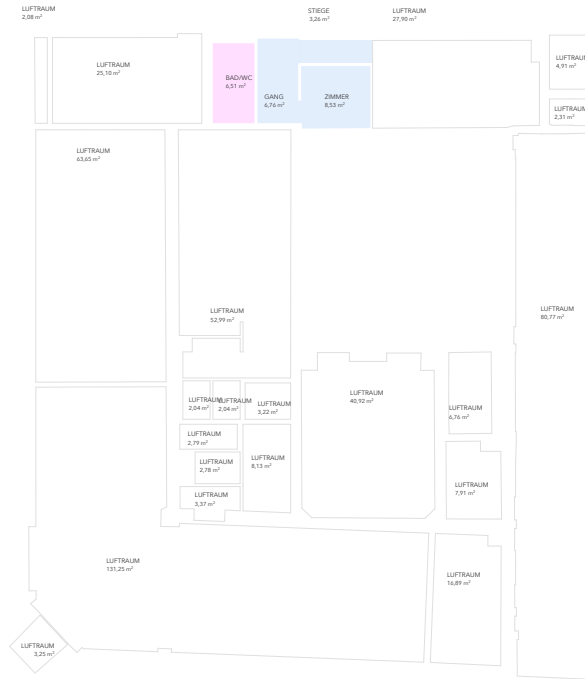 LUFTRAUM
2,08 m²
STIEGE
3,26 m²
LUFTRAUM
27,90 m²
LUFTRAUM
25,10 m²
LUFTRAUM
4,91 m²
BAD/WC
6,51 m²
GANG
6,76 m²
ZIMMER
8,53 m²
LUFTRAUM
2,31 m²
LUFTRAUM
63,65 m²
LUFTRAUM
52,99 m²
LUFTRAUM
80,77 m²
LUFTRAUM
2,04 m²
LUFTRAUM
2,04 m²
LUFTRAUM
3,22 m²
LUFTRAUM
40,92 m²
LUFTRAUM
6,76 m²
LUFTRAUM
2,79 m²
LUFTRAUM
2,78 m²
LUFTRAUM
8,13 m²
LUFTRAUM
3,37 m²
LUFTRAUM
7,91 m²
LUFTRAUM
131,25 m²
LUFTRAUM
16,89 m²
LUFTRAUM
3,25 m²